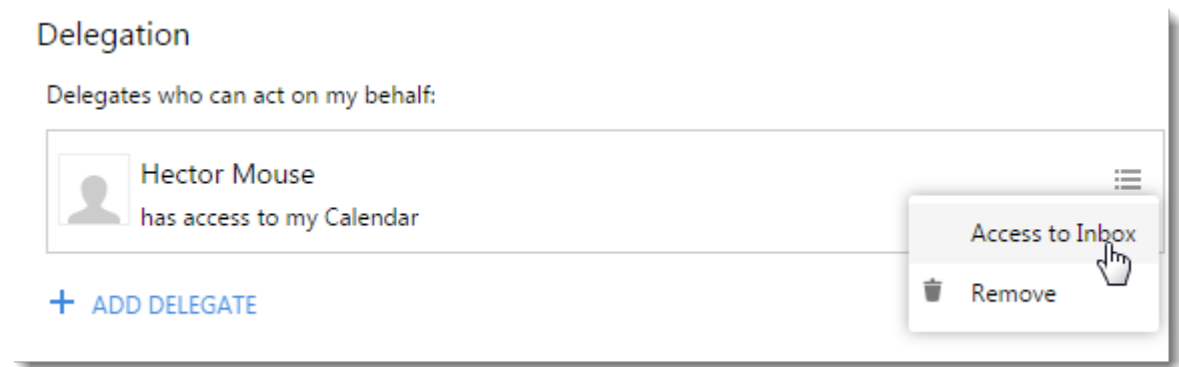 Delegation
Delegates who can act on my behalf:
Hector Mouse
has access to my Calendar
Access to Inbox
Remove
+ ADD DELEGATE